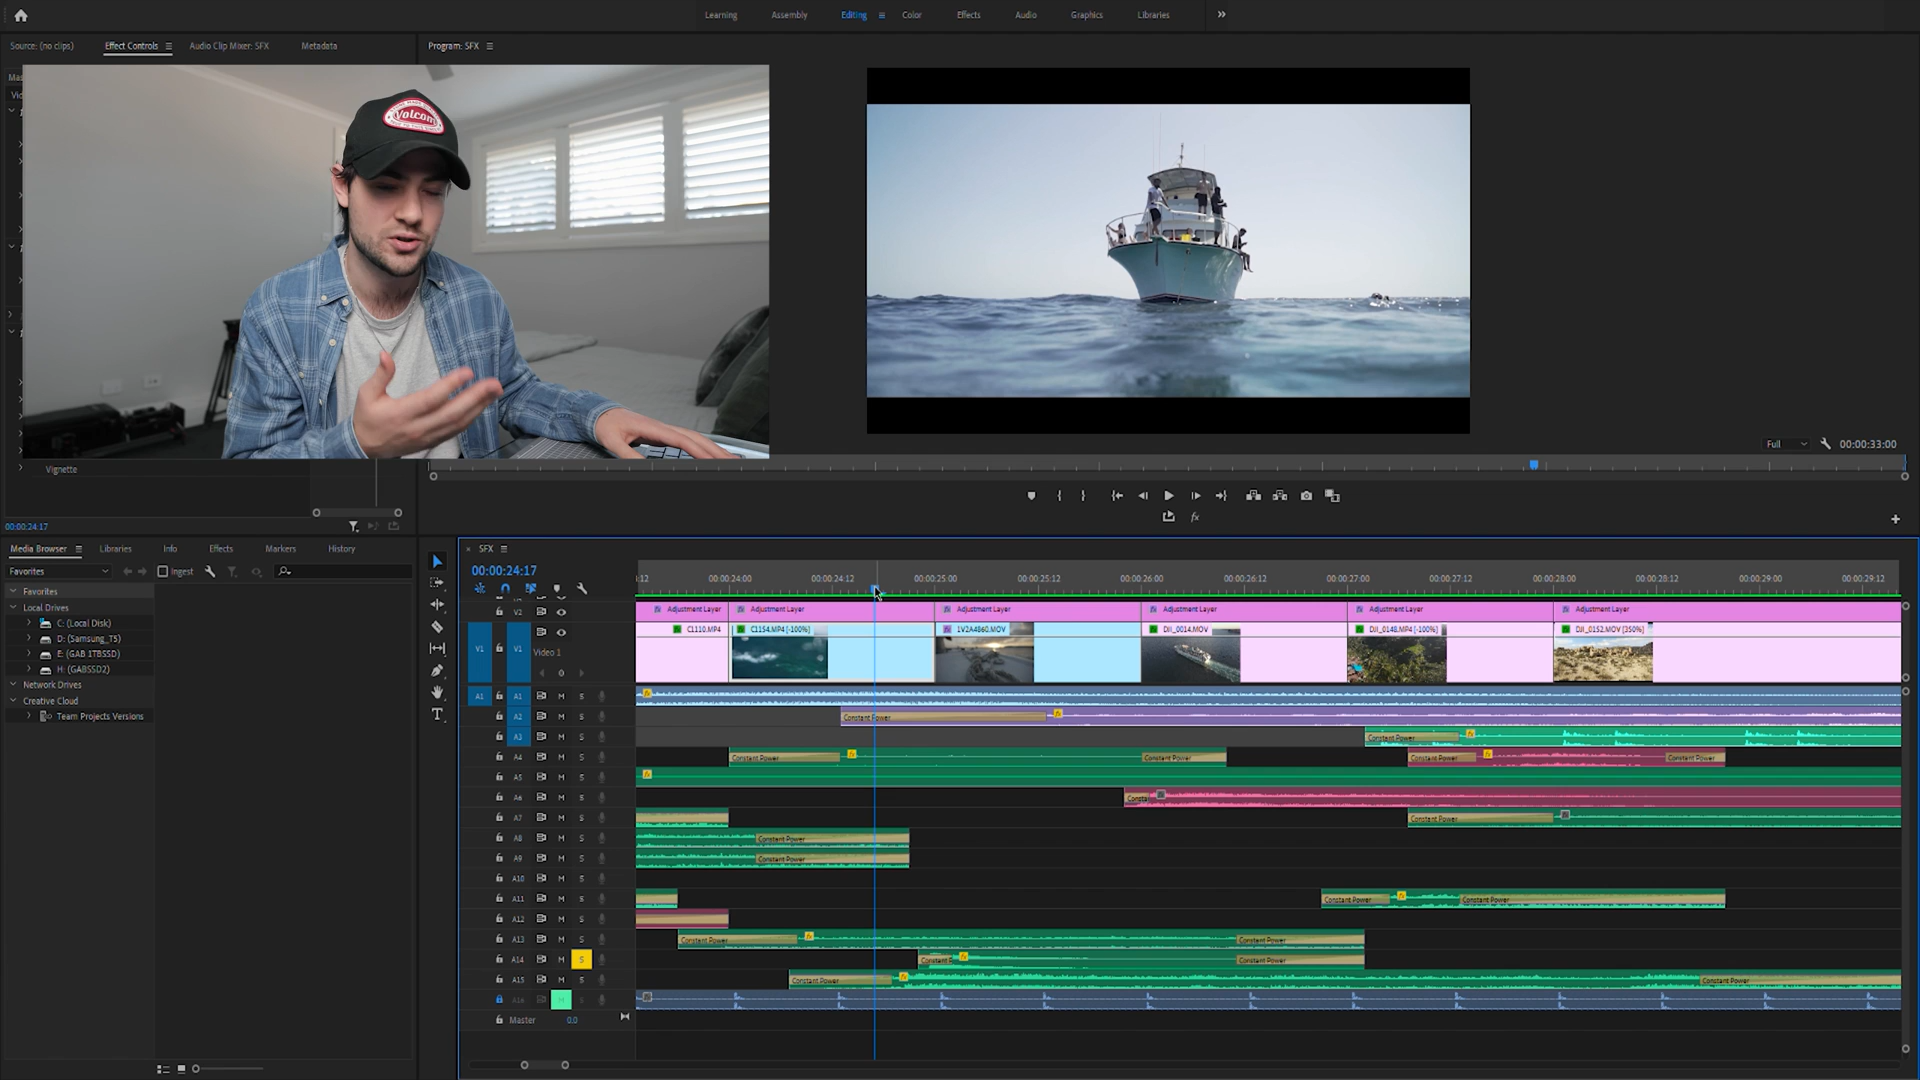 Learning Assembly Editing Color Effects Audio Graphics Libraries
Source: (no clips) Effect Controls Audio Clip Mixer: SFX Metadata Program: SFX
Mas
Vic
Volcom
Full 00:00:33:00
Vignette
00:00:24:17
Media Browser Libraries Info Effects Markers History
SFX
Favorites Ingest
00:00:24:17
:12 00:00:24:00 00:00:24:12 00:00:25:00 00:00:25:12 00:00:26:00 00:00:26:12 00:00:27:00 00:00:27:12 00:00:28:00 00:00:28:12 00:00:29:00 00:00:29:12
Favorites
Local Drives
C: (Local Disk)
D: (Samsung_T5)
E: (GAB 1TBSSD)
H: (GABSSD2)
Network Drives
Creative Cloud
Team Projects Versions
V2 Adjustment Layer Adjustment Layer Adjustment Layer Adjustment Layer Adjustment Layer Adjustment Layer
C1110.MP4 C1154.MP4 [-100%] 1V2A4860.MOV DJI_0014.MOV DJI_0148.MP4 [-100%] DJI_0152.MOV [350%]
V1 V1 Video 1
A1 A1 M S
A2 M S Constant Power
A3 M S Constant Power
A4 M S Constant Power Constant Power Constant Power Constant Power
A5 M S
A6 M S Consta
A7 M S Constant Power
A8 M S Constant Power
A9 M S Constant Power
A10 M S
A11 M S Constant Power Constant Power
A12 M S
A13 M S Constant Power Constant Power
A14 M S Constant P Constant Power
A15 M S Constant Power Constant Power
A16 M S
Master 0.0